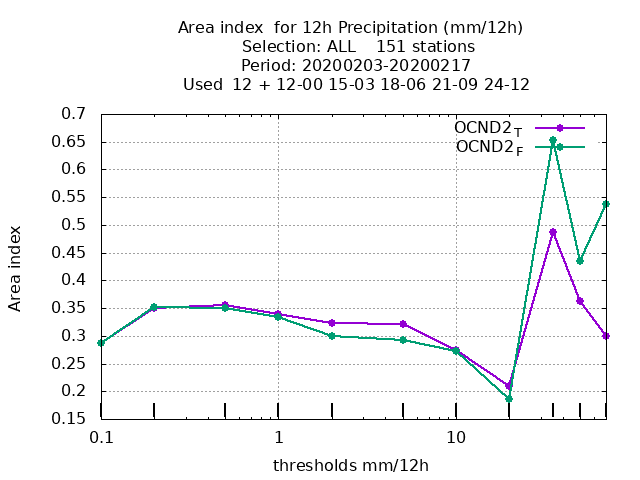 Area index  for 12h Precipitation (mm/12h)
Selection: ALL    151 stations
Period: 20200203-20200217
Used  12 + 12-00 15-03 18-06 21-09 24-12
OCND2_T
OCND2_F
0.7
0.65
0.6
0.55
0.5
0.45
0.4
0.35
0.3
0.25
0.2
0.15
Area index
0.1 1 10
thresholds mm/12h